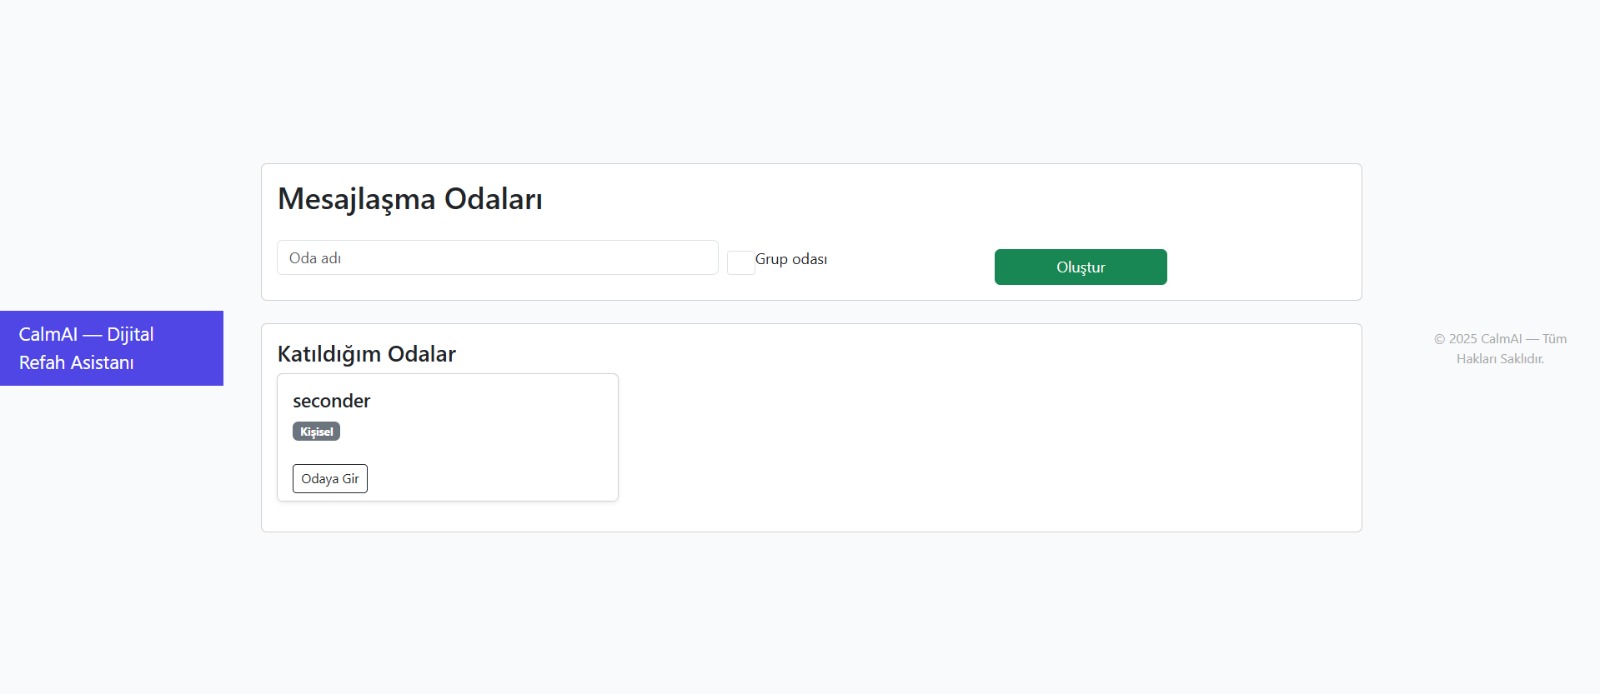 Mesajlaşma Odaları
Oda adı
Grup odası
Oluştur
CalmAI — Dijital
Refah Asistanı
Katıldığım Odalar
seconder
Kişisel
Odaya Gir
© 2025 CalmAI — Tüm
Hakları Saklıdır.